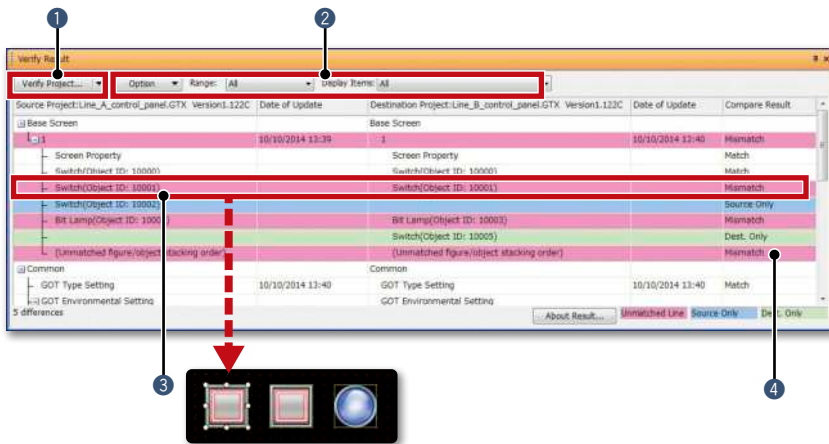 1 2
Verify Result
Verify Project... Option Range: All Display Items: All
Source Project:Line_A_control_panel.GTX Version1.122C Date of Update Destination Project:Line_B_control_panel.GTX Version1.122C Date of Update Compare Result
Base Screen Base Screen
1 10/10/2014 13:39 1 10/10/2014 13:40 Mismatch
Screen Property Screen Property Match
Switch(Object ID: 10000) Switch(Object ID: 10000) Match
Switch(Object ID: 10001) Switch(Object ID: 10001) Mismatch
Switch(Object ID: 10002) Source Only
Bit Lamp(Object ID: 1000 Bit Lamp(Object ID: 10003) Mismatch
Switch(Object ID: 10005) Dest. Only
(Unmatched figure/object stacking order) (Unmatched figure/object stacking order) Mismatch
Common Common
GOT Type Setting 10/10/2014 13:40 GOT Type Setting 10/10/2014 13:40 Match
GOT Environmental Setting GOT Environmental Setting
5 differences About Result... Unmatched Line Source Only Dest. Only
3 4